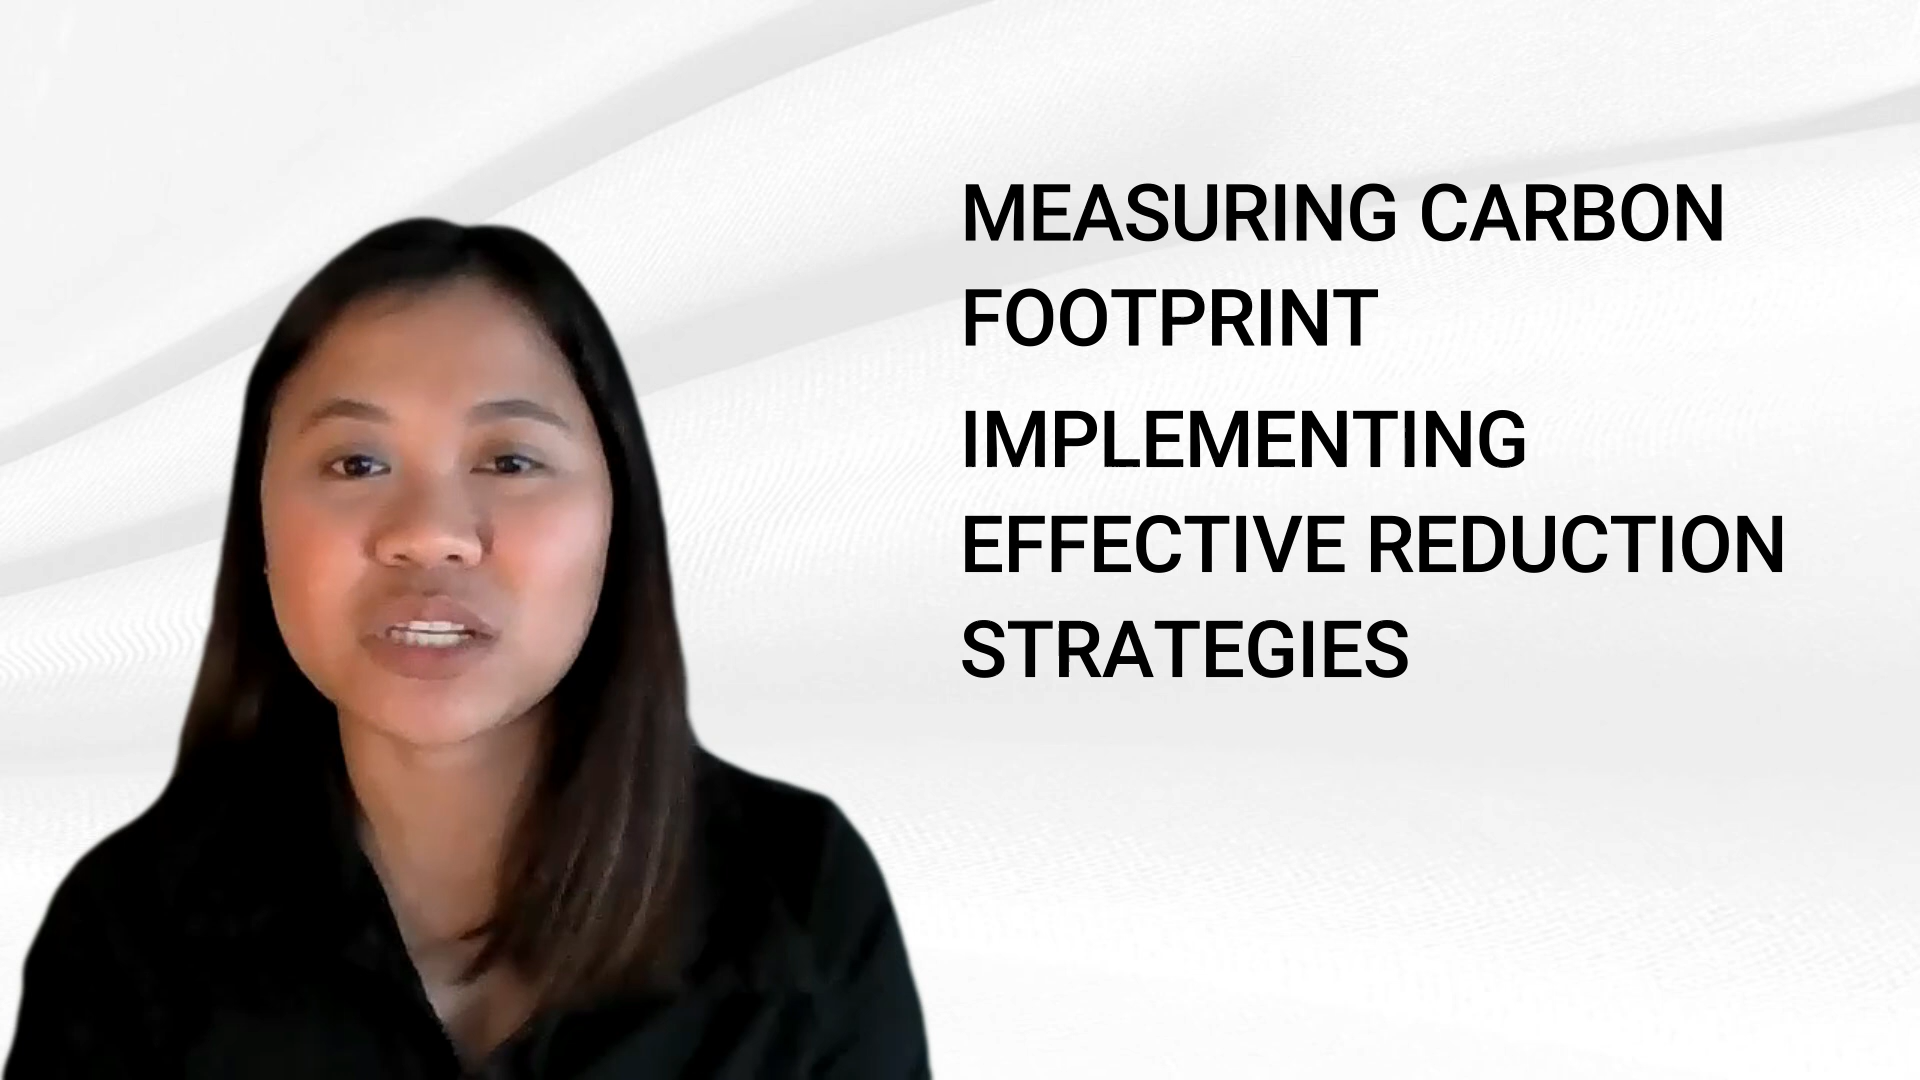 MEASURING CARBON
FOOTPRINT
IMPLEMENTING
EFFECTIVE REDUCTION
STRATEGIES